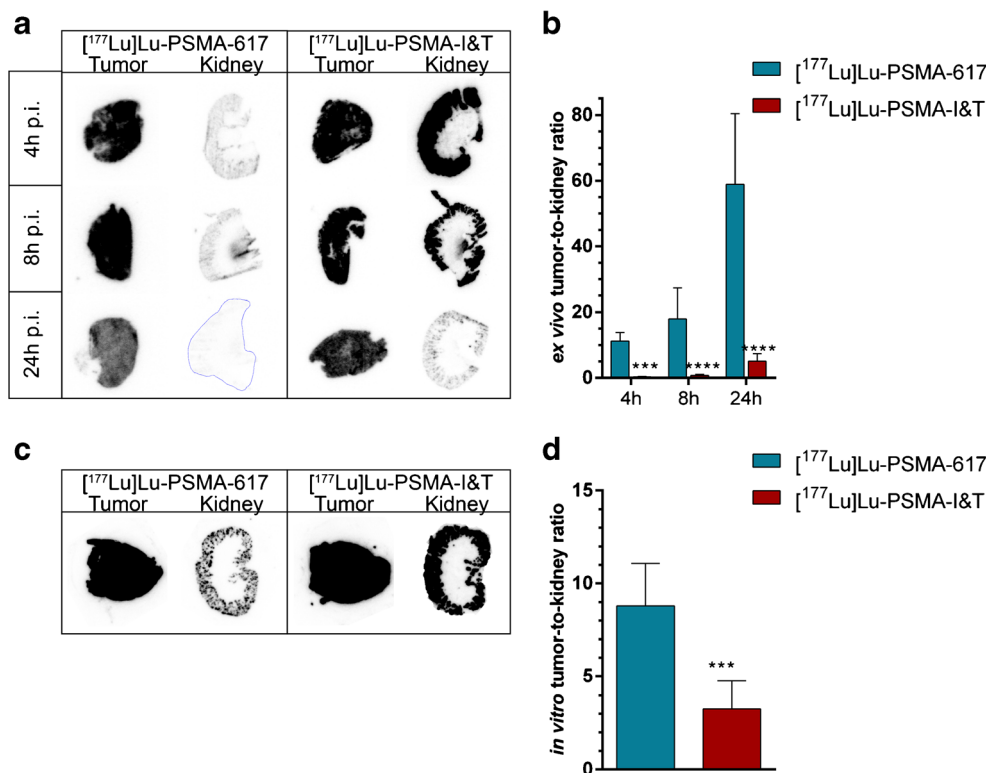 a
[¹⁷⁷Lu]Lu-PSMA-617 [¹⁷⁷Lu]Lu-PSMA-I&T
Tumor Kidney Tumor Kidney
4h p.i.
8h p.i.
24h p.i.
b
[¹⁷⁷Lu]Lu-PSMA-617
[¹⁷⁷Lu]Lu-PSMA-I&T
ex vivo tumor-to-kidney ratio
80
60
40
20
0
*** **** ****
4h 8h 24h
c
[¹⁷⁷Lu]Lu-PSMA-617 [¹⁷⁷Lu]Lu-PSMA-I&T
Tumor Kidney Tumor Kidney
d
[¹⁷⁷Lu]Lu-PSMA-617
[¹⁷⁷Lu]Lu-PSMA-I&T
in vitro tumor-to-kidney ratio
15
10
5
0
***